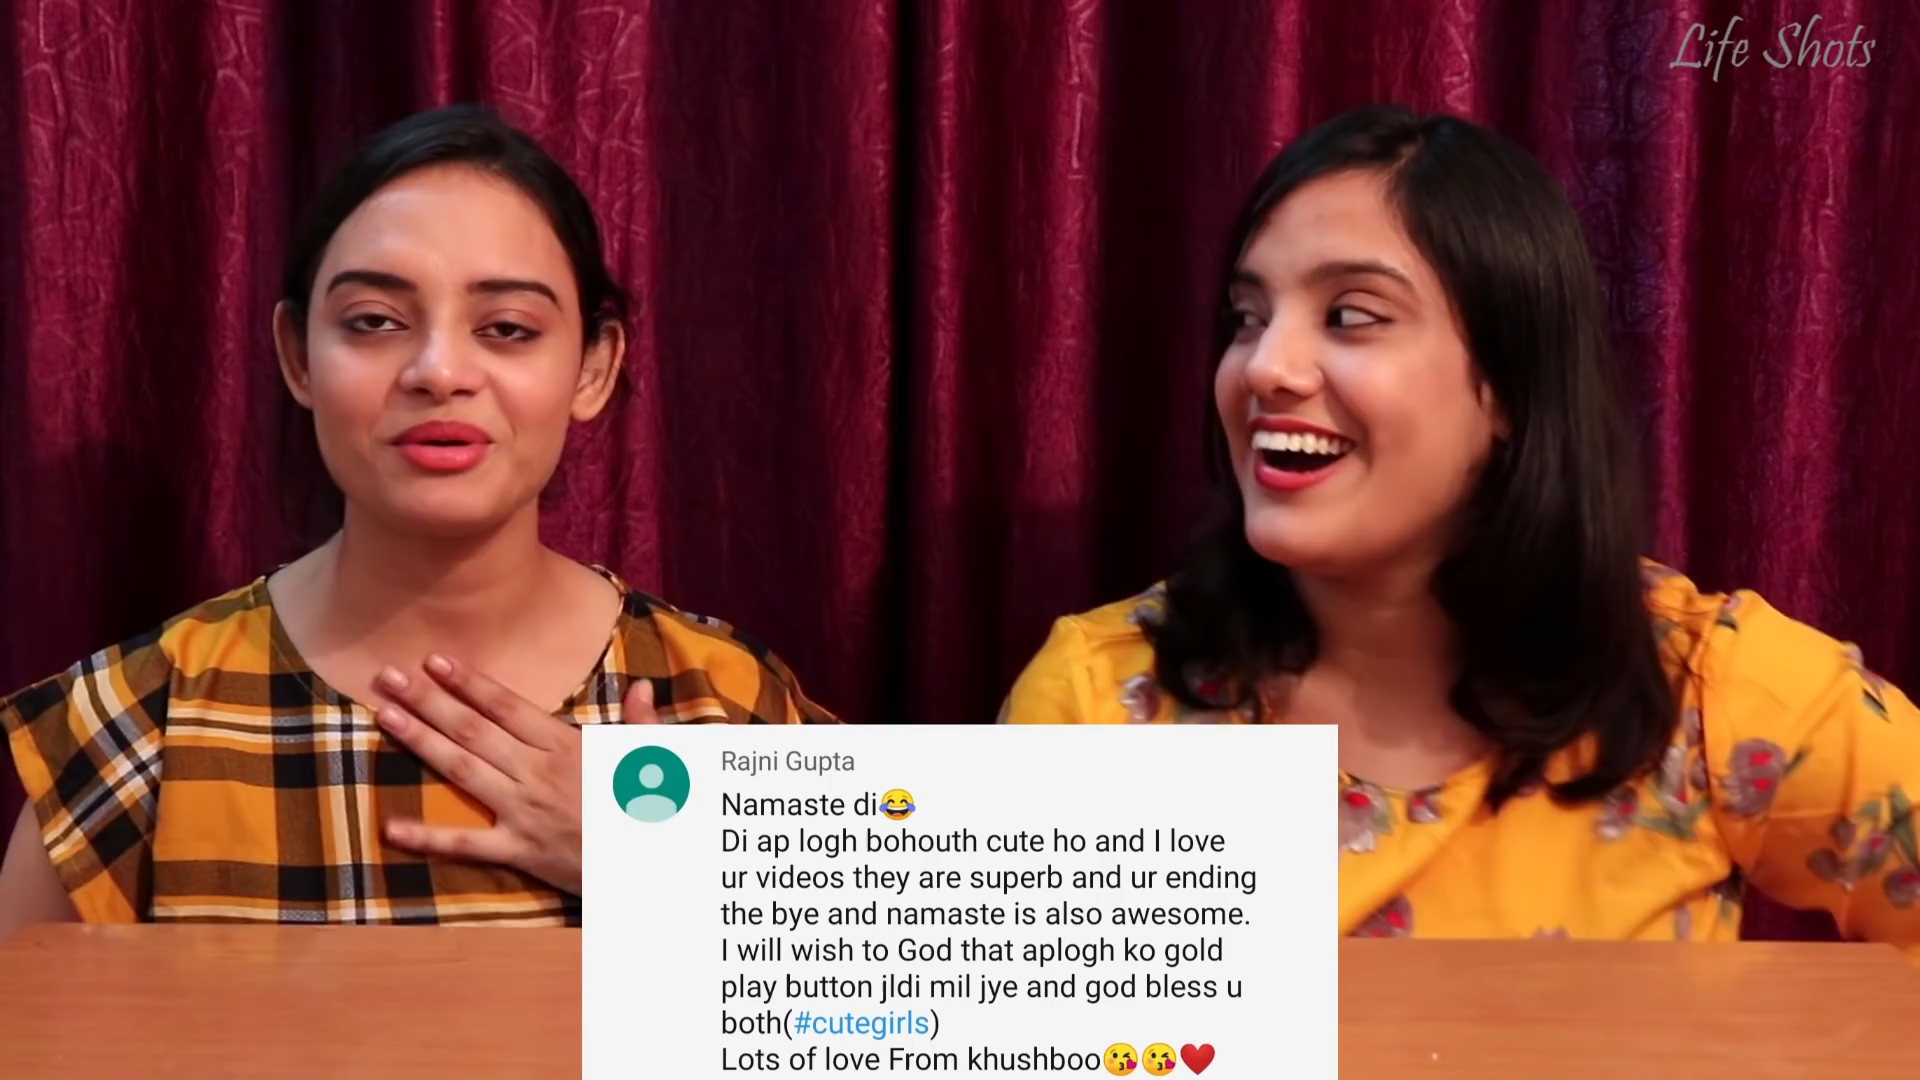 Life Shots
Rajni Gupta
Namaste di😂
Di ap logh bohouth cute ho and I love
ur videos they are superb and ur ending
the bye and namaste is also awesome.
I will wish to God that aplogh ko gold
play button jldi mil jye and god bless u
both(#cutegirls)
Lots of love From khushboo😘😘❤️